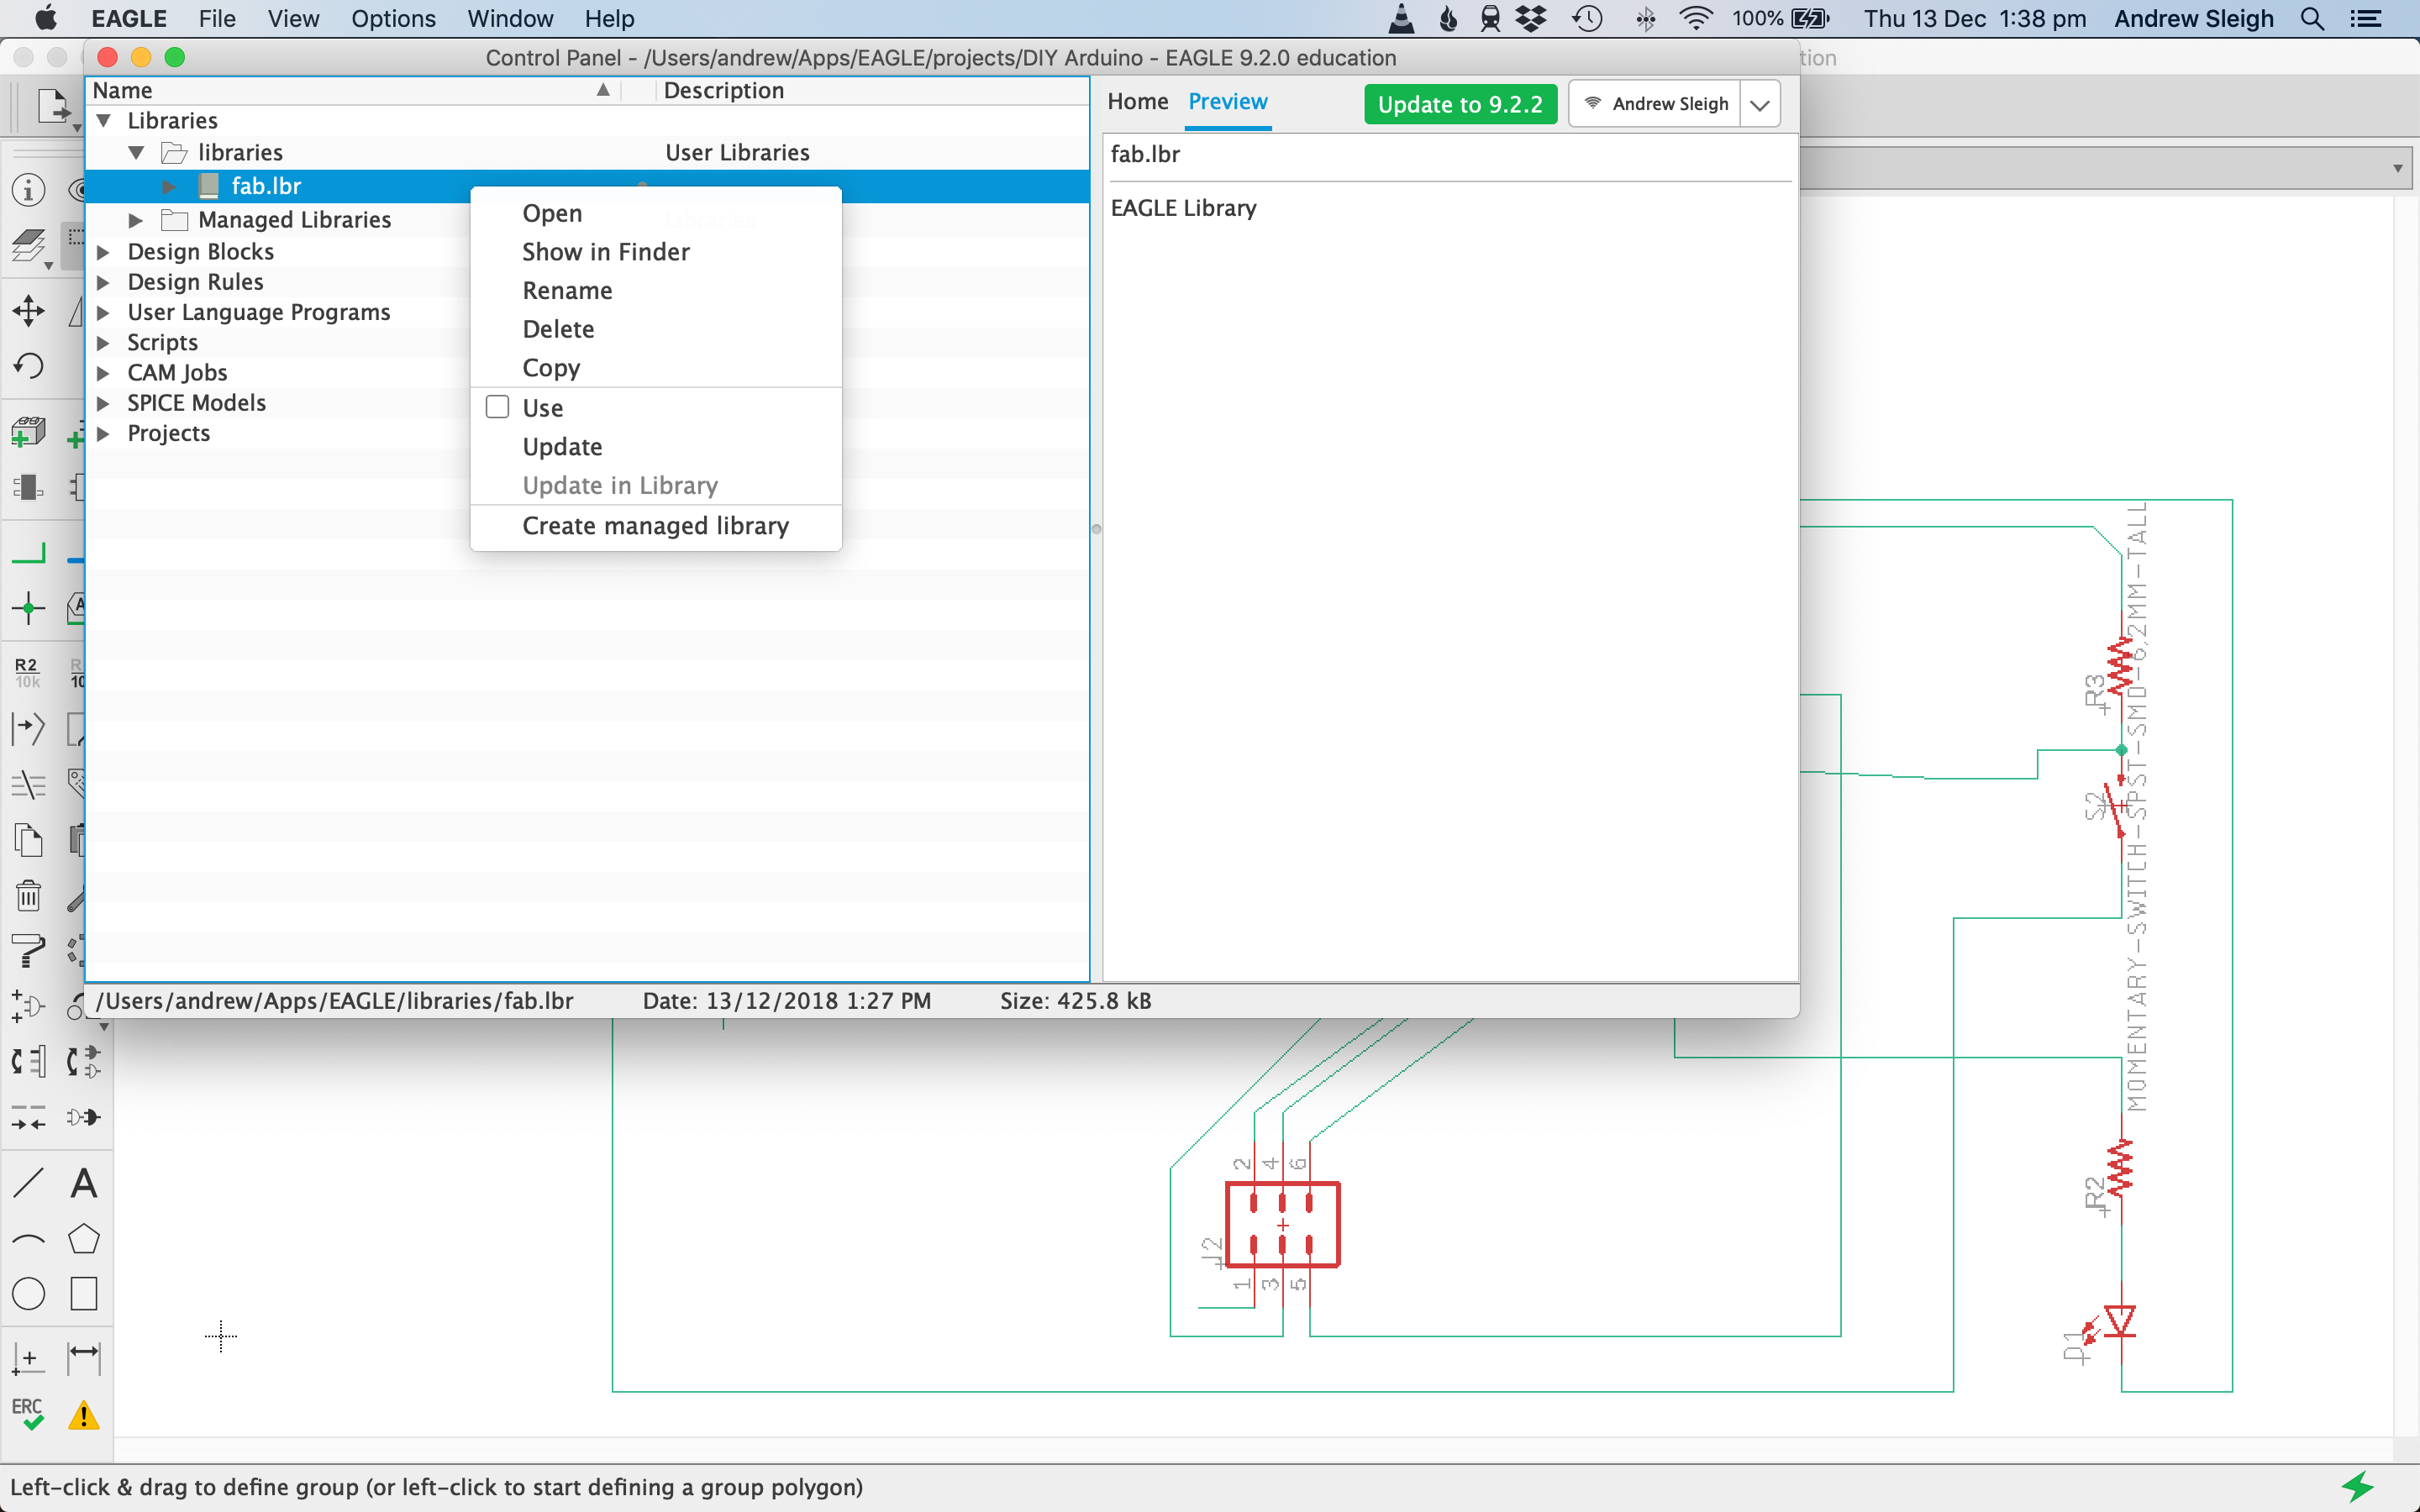 EAGLE File View Options Window Help 100% Thu 13 Dec 1:38 pm Andrew Sleigh
Control Panel - /Users/andrew/Apps/EAGLE/projects/DIY Arduino - EAGLE 9.2.0 education
tion
Name Description
Home Preview Update to 9.2.2 Andrew Sleigh
Libraries
libraries User Libraries
fab.lbr
Managed Libraries Libraries
Design Blocks
Design Rules
User Language Programs
Scripts
CAM Jobs
SPICE Models
Projects
Open
Show in Finder
Rename
Delete
Copy
Use
Update
Update in Library
Create managed library
fab.lbr
EAGLE Library
/Users/andrew/Apps/EAGLE/libraries/fab.lbr Date: 13/12/2018 1:27 PM Size: 425.8 kB
R2
10k
R
10
A
ERC
MOMENTARY-SWITCH-SPST-SMD-6.2MM-TALL
R3
S2
R2
D1
2 4 6
J2
1 3 5
Left-click & drag to define group (or left-click to start defining a group polygon)